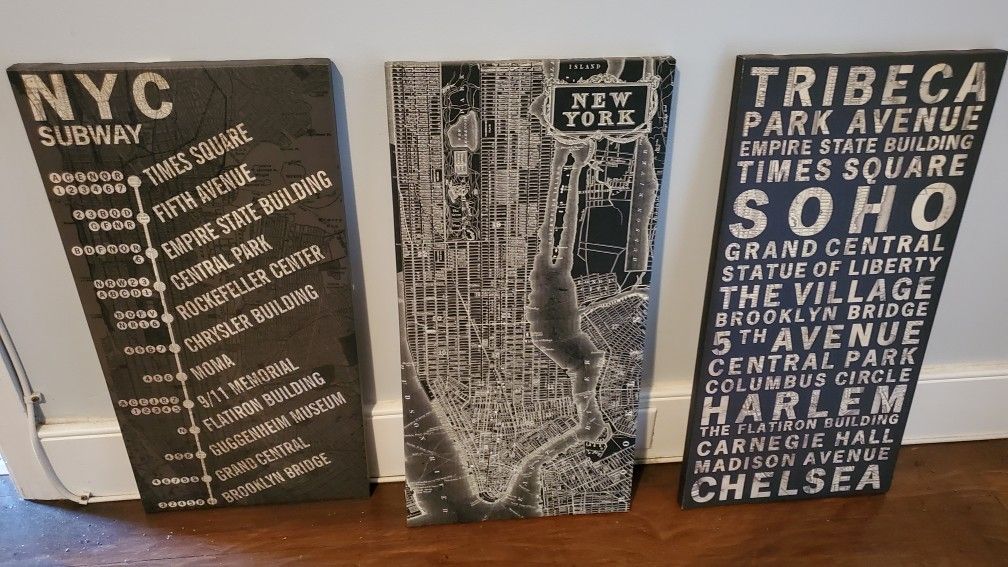 NYC
SUBWAY
TIMES SQUARE
FIFTH AVENUE
EMPIRE STATE BUILDING
CENTRAL PARK
ROCKEFELLER CENTER
CHRYSLER BUILDING
MOMA
9/11 MEMORIAL
FLATIRON BUILDING
GUGGENHEIM MUSEUM
GRAND CENTRAL
BROOKLYN BRIDGE
ISLAND
NEW
YORK
HUDSON RIVER
TRIBECA
PARK AVENUE
EMPIRE STATE BUILDING
TIMES SQUARE
SOHO
GRAND CENTRAL
STATUE OF LIBERTY
THE VILLAGE
BROOKLYN BRIDGE
5TH AVENUE
CENTRAL PARK
COLUMBUS CIRCLE
HARLEM
THE FLATIRON BUILDING
CARNEGIE HALL
MADISON AVENUE
CHELSEA